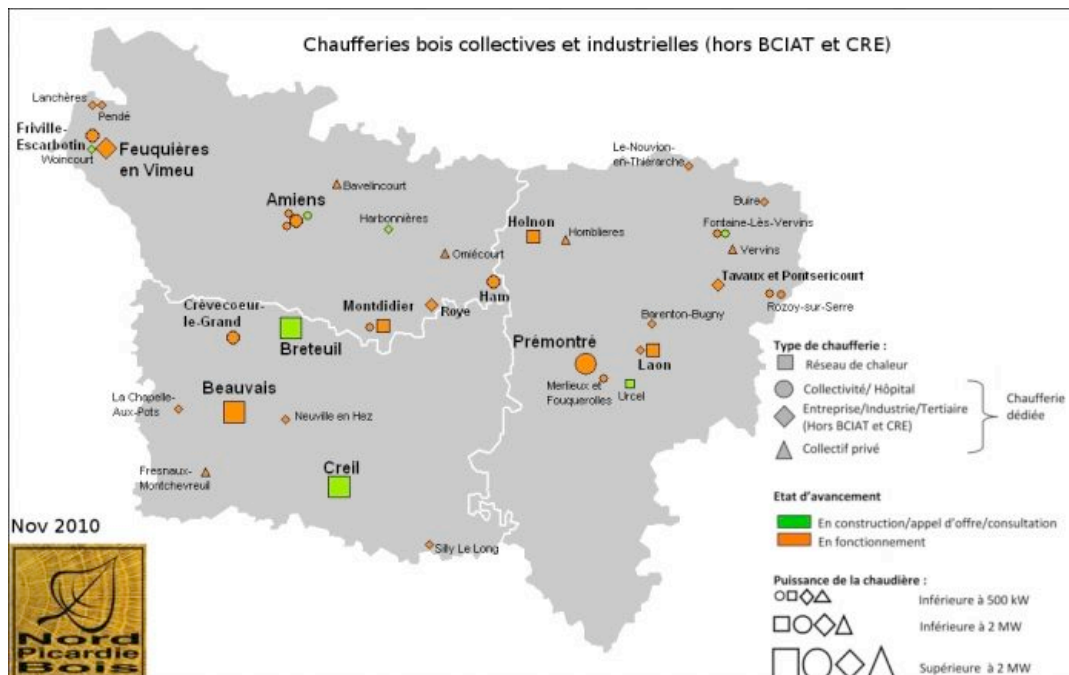 Chaufferies bois collectives et industrielles (hors BCIAT et CRE)
Lanchères
Pendé
Friville-
Escarbotin
Woincourt
Feuquières
en Vimeu
Bavelincourt
Amiens
Harbonnières
Omiécourt
Ham
Roye
Montdidier
Crèvecoeur-
le-Grand
Breteuil
Beauvais
La Chapelle-
Aux-Pots
Neuville en Hez
Fresnaux-
Montchevreuil
Creil
Silly Le Long
Le-Nouvion-
en-Thiérarche
Buire
Fontaine-Lès-Vervins
Vervins
Holnon
Homblieres
Tavaux et Pontsericourt
Rozoy-sur-Serre
Barenton-Bugny
Prémontré
Laon
Merlieux et
Fouquerolles
Urcel
Type de chaufferie :
Réseau de chaleur
Collectivité/ Hôpital
Entreprise/Industrie/Tertiaire
(Hors BCIAT et CRE)
Collectif privé
Chaufferie
dédiée
Etat d'avancement
En construction/appel d'offre/consultation
En fonctionnement
Puissance de la chaudière :
Inférieure à 500 kW
Inférieure à 2 MW
Supérieure à 2 MW
Nov 2010
Nord
Picardie
Bois